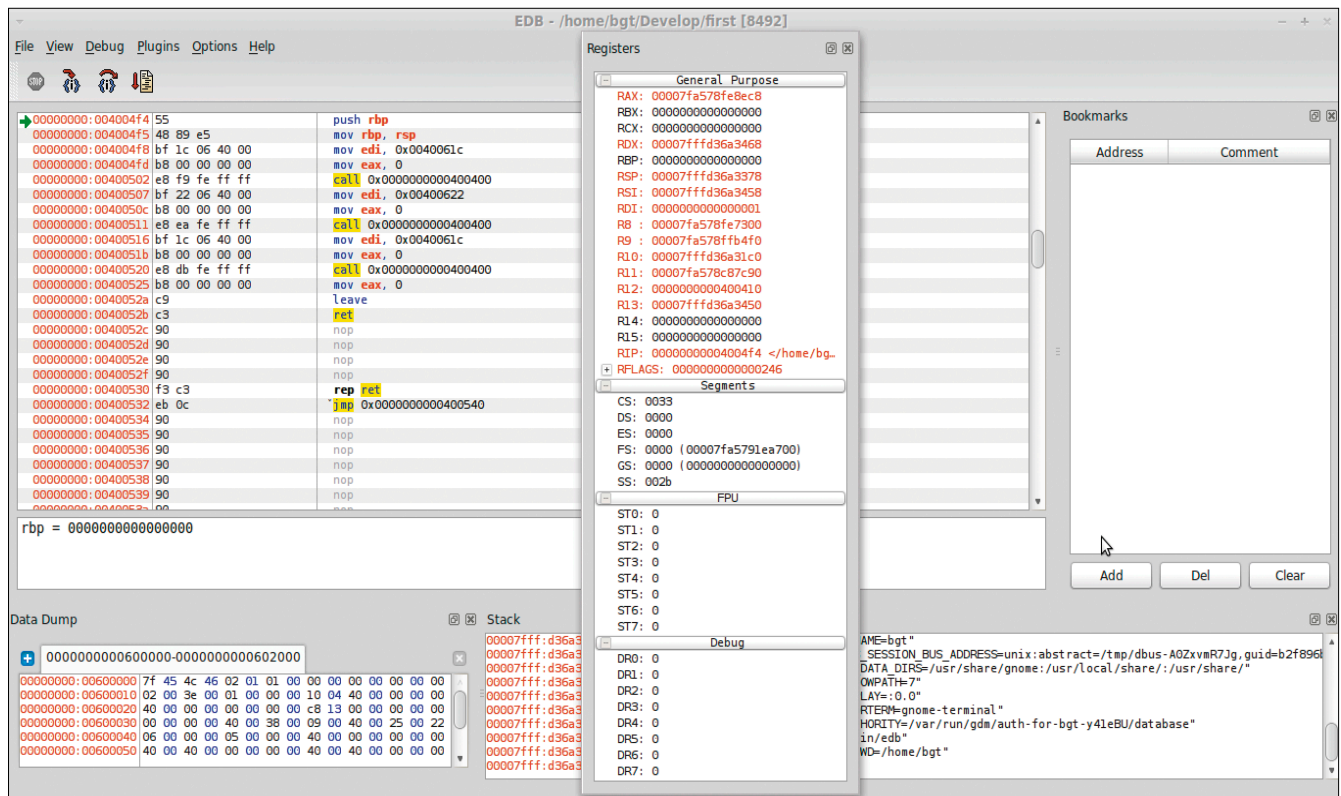 EDB - /home/bgt/Develop/first [8492]
File View Debug Plugins Options Help
STOP
00000000:004004f4 55 push rbp
00000000:004004f5 48 89 e5 mov rbp, rsp
00000000:004004f8 bf 1c 06 40 00 mov edi, 0x0040061c
00000000:004004fd b8 00 00 00 00 mov eax, 0
00000000:00400502 e8 f9 fe ff ff call 0x0000000000400400
00000000:00400507 bf 22 06 40 00 mov edi, 0x00400622
00000000:0040050c b8 00 00 00 00 mov eax, 0
00000000:00400511 e8 ea fe ff ff call 0x0000000000400400
00000000:00400516 bf 1c 06 40 00 mov edi, 0x0040061c
00000000:0040051b b8 00 00 00 00 mov eax, 0
00000000:00400520 e8 db fe ff ff call 0x0000000000400400
00000000:00400525 b8 00 00 00 00 mov eax, 0
00000000:0040052a c9 leave
00000000:0040052b c3 ret
00000000:0040052c 90 nop
00000000:0040052d 90 nop
00000000:0040052e 90 nop
00000000:0040052f 90 nop
00000000:00400530 f3 c3 rep ret
00000000:00400532 eb 0c jmp 0x0000000000400540
00000000:00400534 90 nop
00000000:00400535 90 nop
00000000:00400536 90 nop
00000000:00400537 90 nop
00000000:00400538 90 nop
00000000:00400539 90 nop
rbp = 0000000000000000
Registers
General Purpose
RAX: 00007fa578fe8ec8
RBX: 0000000000000000
RCX: 0000000000000000
RDX: 00007fffd36a3468
RBP: 0000000000000000
RSP: 00007fffd36a3378
RSI: 00007fffd36a3458
RDI: 0000000000000001
R8 : 00007fa578fe7300
R9 : 00007fa578ffb4f0
R10: 00007fffd36a31c0
R11: 00007fa578c87c90
R12: 0000000000400410
R13: 00007fffd36a3450
R14: 0000000000000000
R15: 0000000000000000
RIP: 00000000004004f4 </home/bg…
RFLAGS: 0000000000000246
Segments
CS: 0033
DS: 0000
ES: 0000
FS: 0000 (00007fa5791ea700)
GS: 0000 (0000000000000000)
SS: 002b
FPU
ST0: 0
ST1: 0
ST2: 0
ST3: 0
ST4: 0
ST5: 0
ST6: 0
ST7: 0
Debug
DR0: 0
DR1: 0
DR2: 0
DR3: 0
DR4: 0
DR5: 0
DR6: 0
DR7: 0
Bookmarks
Address Comment
Add Del Clear
Data Dump
0000000000600000-0000000000602000
00000000:00600000 7f 45 4c 46 02 01 01 00 00 00 00 00 00 00 00
00000000:00600010 02 00 3e 00 01 00 00 00 10 04 40 00 00 00 00
00000000:00600020 40 00 00 00 00 00 00 00 c8 13 00 00 00 00 00
00000000:00600030 00 00 00 00 40 00 38 00 09 00 40 00 25 00 22
00000000:00600040 06 00 00 00 05 00 00 00 40 00 00 00 00 00 00
00000000:00600050 40 00 40 00 00 00 00 00 40 00 40 00 00 00 00
Stack
00007fff:d36a3 AME=bgt"
00007fff:d36a3 _SESSION_BUS_ADDRESS=unix:abstract=/tmp/dbus-A0ZxvmR7Jg,guid=b2f896
00007fff:d36a3 DATA_DIRS=/usr/share/gnome:/usr/local/share/:/usr/share/"
00007fff:d36a3 OWPATH=7"
00007fff:d36a3 LAY=:0.0"
00007fff:d36a3 RTERM=gnome-terminal"
00007fff:d36a3 HORITY=/var/run/gdm/auth-for-bgt-y41eBU/database"
00007fff:d36a3 in/edb"
00007fff:d36a3 WD=/home/bgt"
00007fff:d36a3